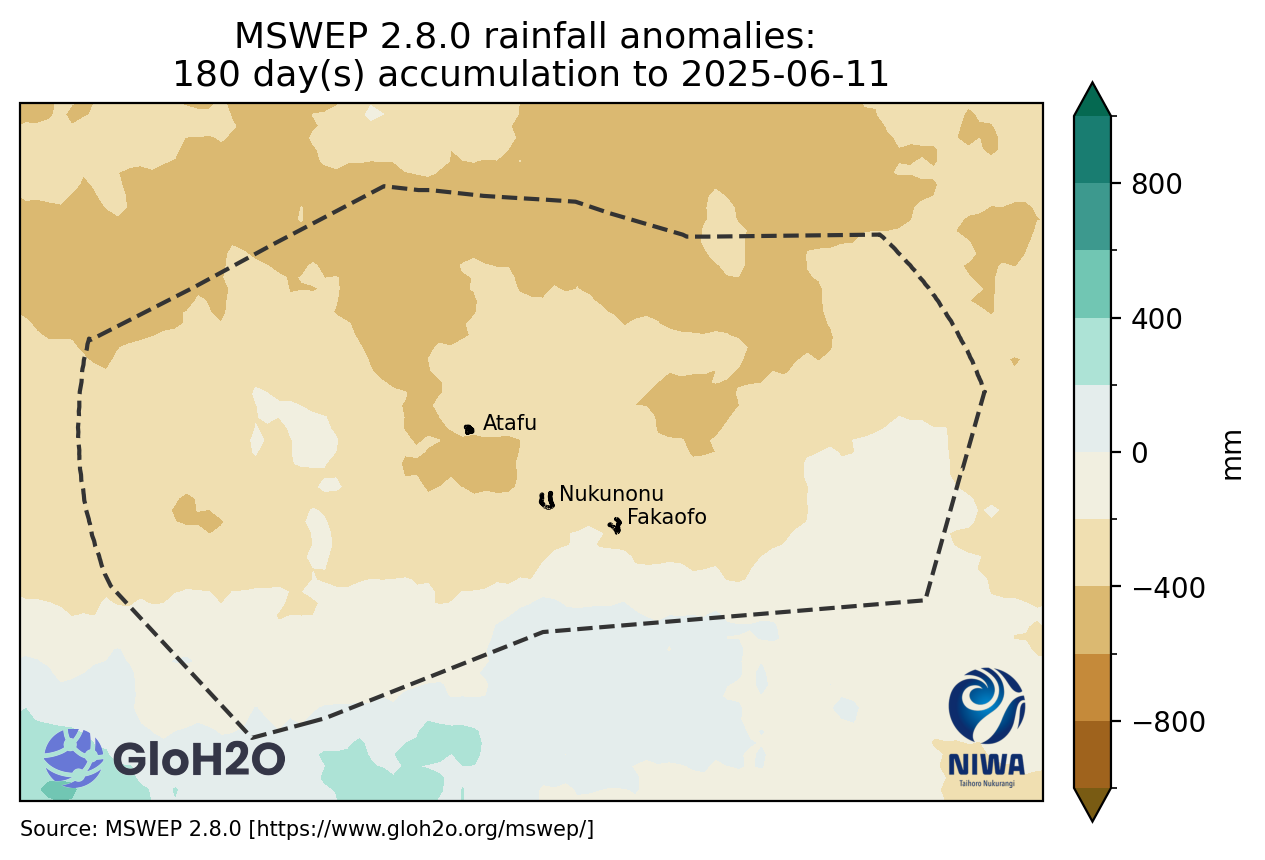 MSWEP 2.8.0 rainfall anomalies:
180 day(s) accumulation to 2025-06-11
800
400
0
−400
−800
mm
Atafu
Nukunonu
Fakaofo
GloH2O
NIWA
Taihoro Nukurangi
Source: MSWEP 2.8.0 [https://www.gloh2o.org/mswep/]